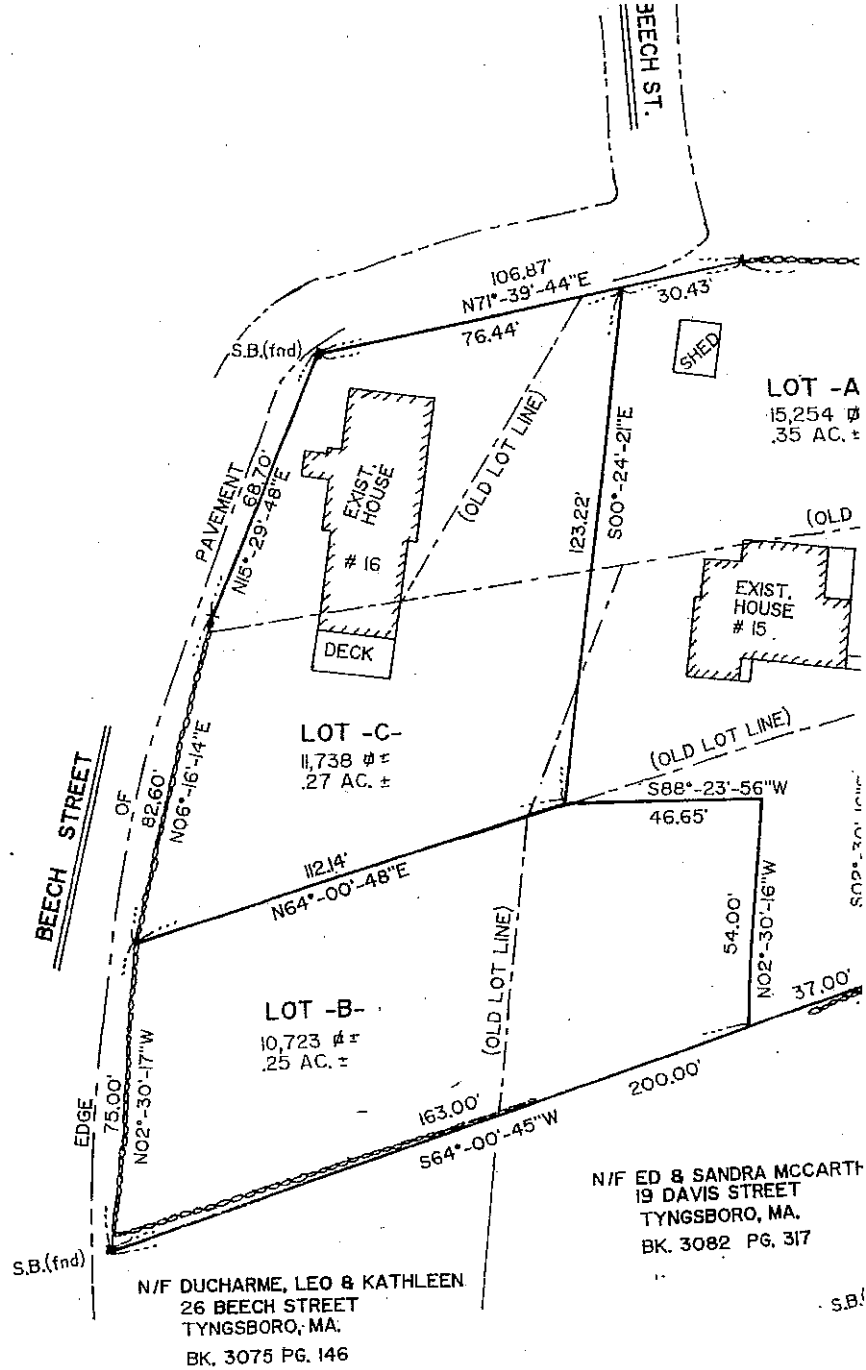 BEECH ST.
106.87'
N71°-39'-44"E
76.44'
30.43'
S.B.(fnd)
SHED
LOT -A
15,254 ⌀
.35 AC. ±
PAVEMENT
68.70'
N15°-29'-48"E
EXIST.
HOUSE
# 16
DECK
(OLD LOT LINE)
123.22'
S00°-24'-21"E
(OLD
EXIST.
HOUSE
# 15
LOT -C-
11,738 ⌀ ±
.27 AC. ±
(OLD LOT LINE)
S88°-23'-56"W
46.65'
BEECH STREET
OF
82.60'
N06°-16'-14"E
112.14'
N64°-00'-48"E
(OLD LOT LINE)
54.00'
N02°-30'-16"W
37.00'
LOT -B-
10,723 ⌀ ±
.25 AC. ±
EDGE
75.00'
N02°-30'-17"W
163.00'
S64°-00'-45"W
200.00'
N/F ED & SANDRA MCCARTH
19 DAVIS STREET
TYNGSBORO, MA.
BK. 3082 PG. 317
S.B.(fnd)
N/F DUCHARME, LEO & KATHLEEN
26 BEECH STREET
TYNGSBORO, MA.
BK. 3075 PG. 146
S.B.(